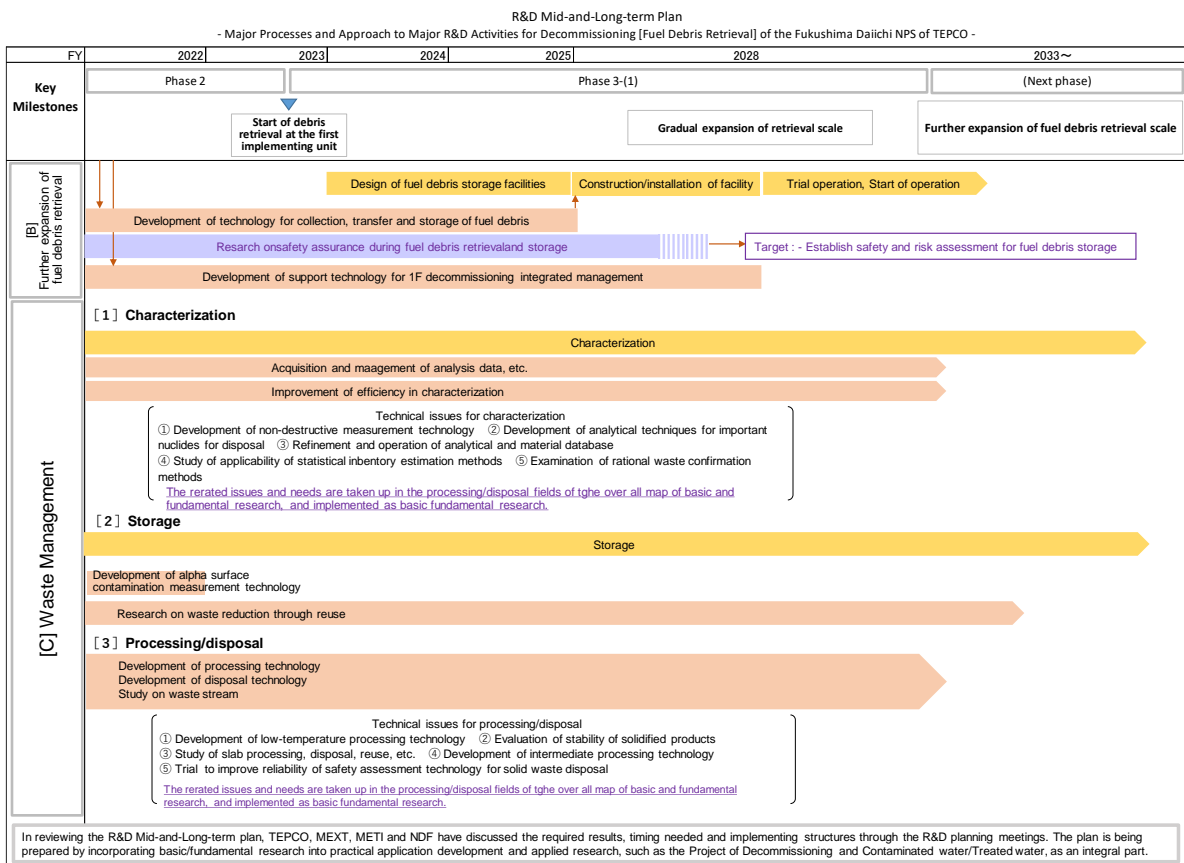 R&D Mid-and-Long-term Plan
- Major Processes and Approach to Major R&D Activities for Decommissioning [Fuel Debris Retrieval] of the Fukushima Daiichi NPS of TEPCO -
FY 2022 2023 2024 2025 2028 2033～
Key
Milestones
Phase 2
Phase 3-(1)
(Next phase)
Start of debris
retrieval at the first
implementing unit
Gradual expansion of retrieval scale
Further expansion of fuel debris retrieval scale
[B]
Further expansion of
fuel debris retrieval
Design of fuel debris storage facilities
Construction/installation of facility
Trial operation, Start of operation
Development of technology for collection, transfer and storage of fuel debris
Resarch onsafety assurance during fuel debris retrievaland storage
Target : - Establish safety and risk assessment for fuel debris storage
Development of support technology for 1F decommissioning integrated management
[C] Waste Management
［1］Characterization
Characterization
Acquisition and maagement of analysis data, etc.
Improvement of efficiency in characterization
Technical issues for characterization
① Development of non-destructive measurement technology ② Development of analytical techniques for important
nuclides for disposal ③ Refinement and operation of analytical and material database
④ Study of applicability of statistical inbentory estimation methods ⑤ Examination of rational waste confirmation
methods
The rerated issues and needs are taken up in the processing/disposal fields of tghe over all map of basic and
fundamental research, and implemented as basic fundamental research.
［2］Storage
Storage
Development of alpha surface
contamination measurement technology
Research on waste reduction through reuse
［3］Processing/disposal
Development of processing technology
Development of disposal technology
Study on waste stream
Technical issues for processing/disposal
① Development of low-temperature processing technology ② Evaluation of stability of solidified products
③ Study of slab processing, disposal, reuse, etc. ④ Development of intermediate processing technology
⑤ Trial to improve reliability of safety assessment technology for solid waste disposal
The rerated issues and needs are taken up in the processing/disposal fields of tghe over all map of basic and fundamental
research, and implemented as basic fundamental research.
In reviewing the R&D Mid-and-Long-term plan, TEPCO, MEXT, METI and NDF have discussed the required results, timing needed and implementing structures through the R&D planning meetings. The plan is being
prepared by incorporating basic/fundamental research into practical application development and applied research, such as the Project of Decommissioning and Contaminated water/Treated water, as an integral part.